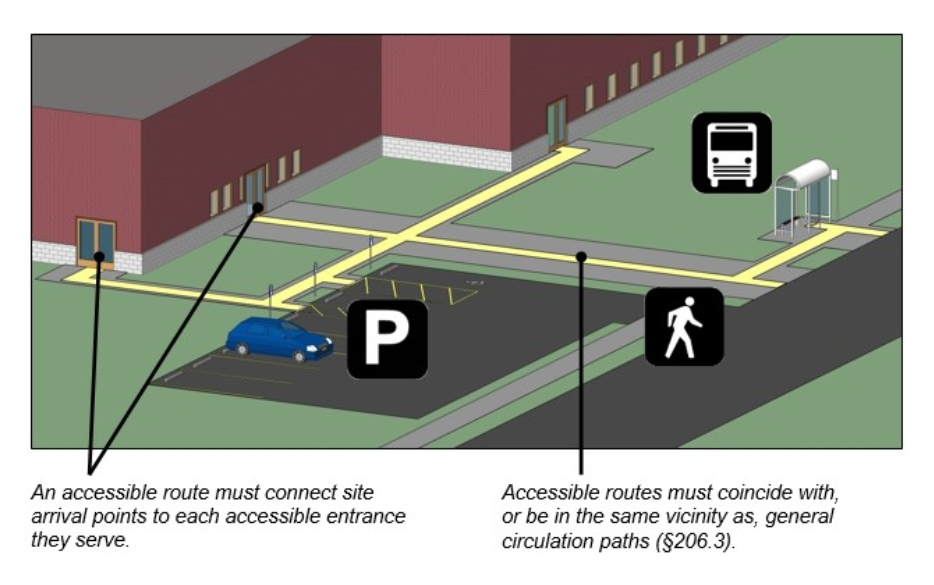 P
An accessible route must connect site
arrival points to each accessible entrance
they serve.
Accessible routes must coincide with,
or be in the same vicinity as, general
circulation paths (§206.3).